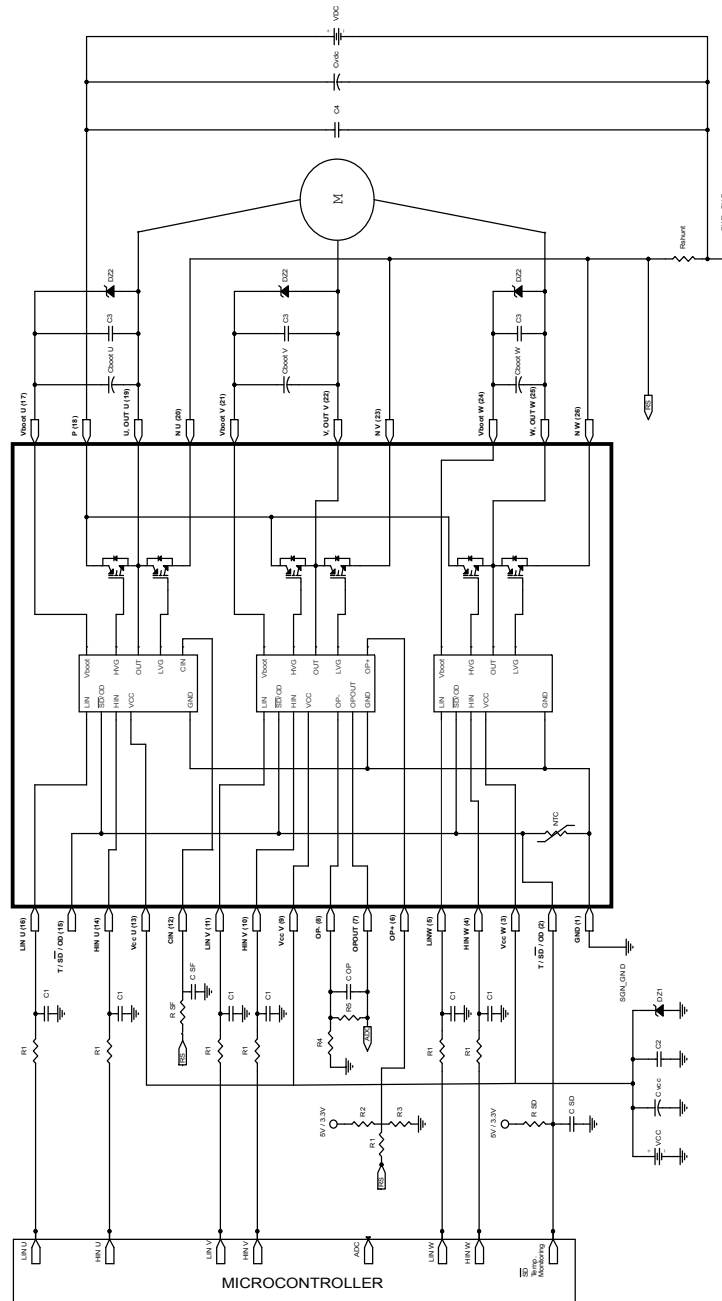 VDC
+
-
Cvdc
C4
M
Rshunt
DZ2
C3
Cboot U
DZ2
C3
Cboot V
DZ2
C3
Cboot W
RS
Vboot U (17)
P (18)
U, OUT U (19)
N U (20)
Vboot V (21)
V, OUT V (22)
N V (23)
Vboot W (24)
W, OUT W (25)
N W (26)
Vboot
HVG
OUT
LVG
CIN
LIN
SD/OD
HIN
VCC
GND
Vboot
HVG
OUT
LVG
OP+
LIN
SD/OD
HIN
VCC
OP-
OPOUT
GND
Vboot
HVG
OUT
LVG
LIN
SD/OD
HIN
VCC
GND
NTC
LIN U (16)
T / SD / OD (15)
HIN U (14)
Vcc U (13)
CIN (12)
LIN V (11)
HIN V (10)
Vcc V (9)
OP- (8)
OPOUT (7)
OP+ (6)
LINW (5)
HIN W (4)
Vcc W (3)
T / SD / OD (2)
GND (1)
SGN_GND
C1
R1
C1
R1
C SF
R SF
RS
C1
R1
C1
R1
C OP
R5
R4
ADC
C1
R1
C1
R1
5V / 3.3V
R2
R3
R1
RS
5V / 3.3V
R SD
C SD
DZ1
C2
C vcc
VCC
+
-
LIN U
HIN U
LIN V
HIN V
ADC
LIN W
HIN W
SD
Temp.
Monitoring
MICROCONTROLLER